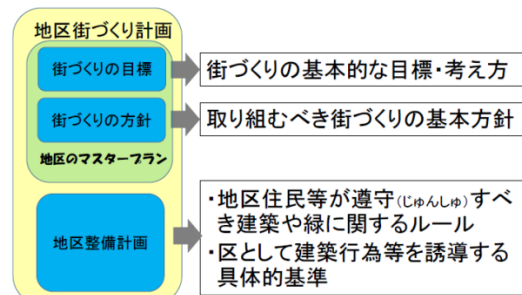 地区街づくり計画
街づくりの目標
街づくりの基本的な目標・考え方
街づくりの方針
取り組むべき街づくりの基本方針
地区のマスタープラン
地区整備計画
・地区住民等が遵守(じゅんしゅ)すべ
き建築や緑に関するルール
・区として建築行為等を誘導する
具体的基準